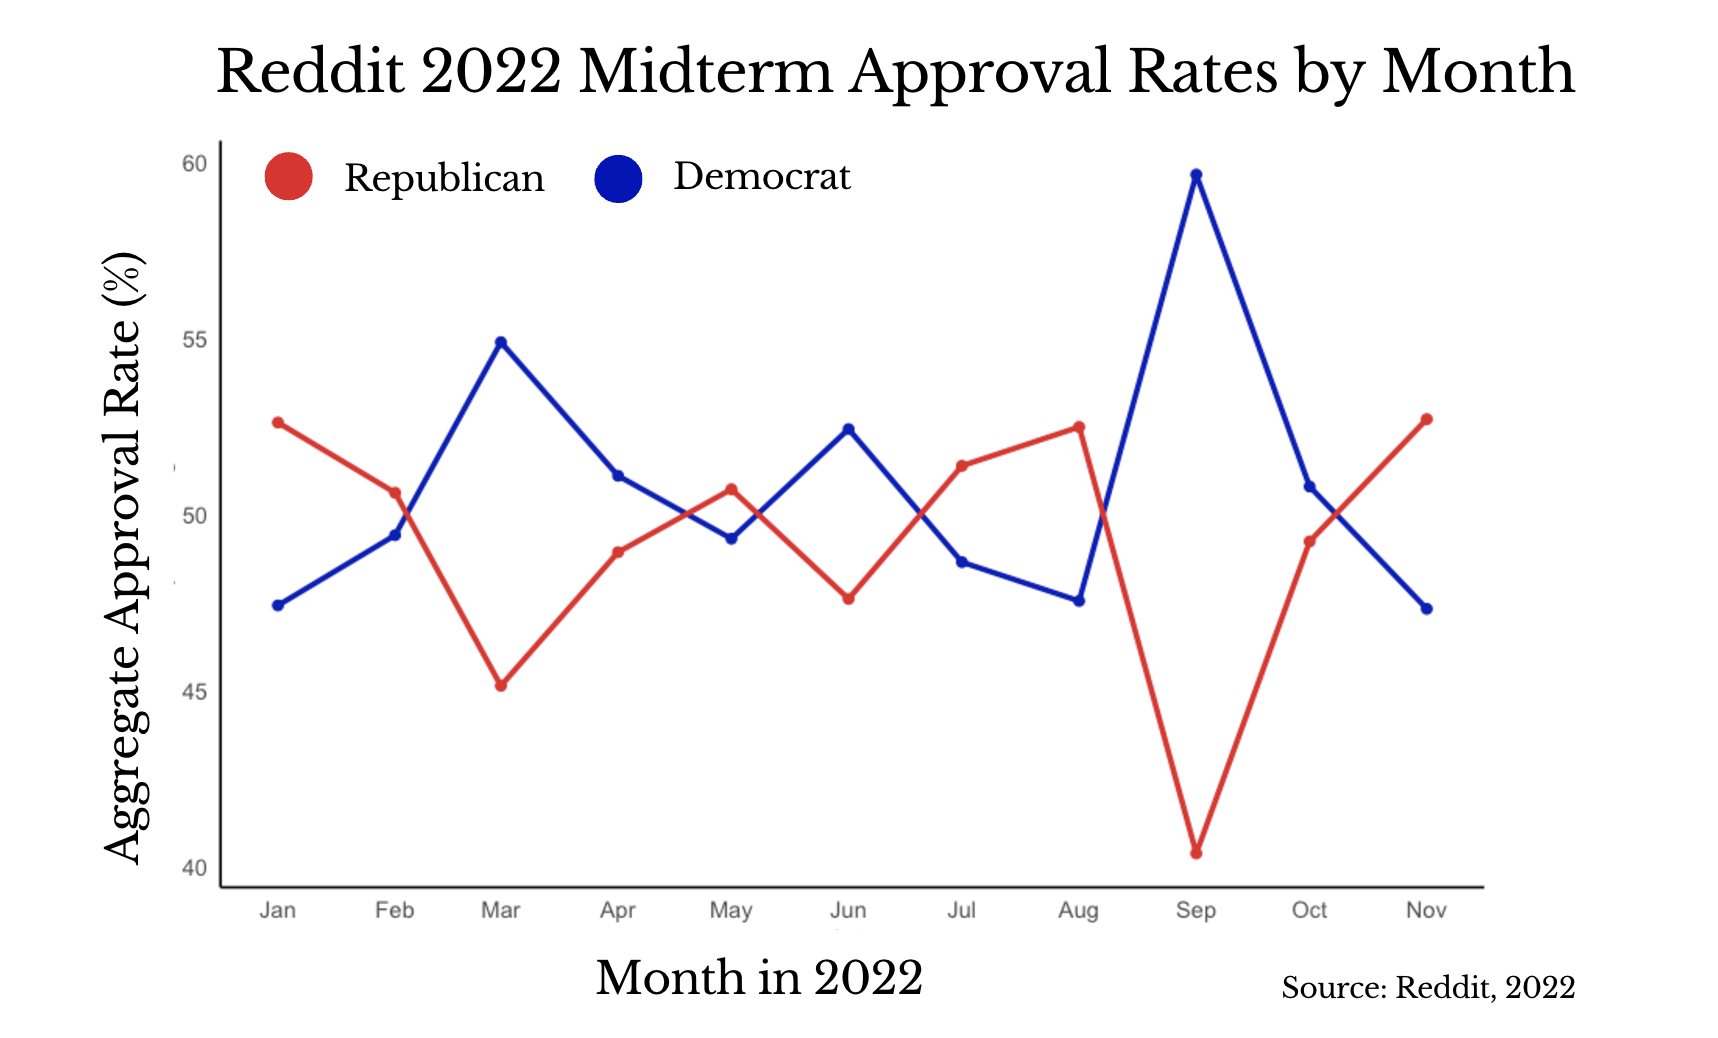 Reddit 2022 Midterm Approval Rates by Month
Republican Democrat
Aggregate Approval Rate (%)
60
55
50
45
40
Jan Feb Mar Apr May Jun Jul Aug Sep Oct Nov
Month in 2022
Source: Reddit, 2022